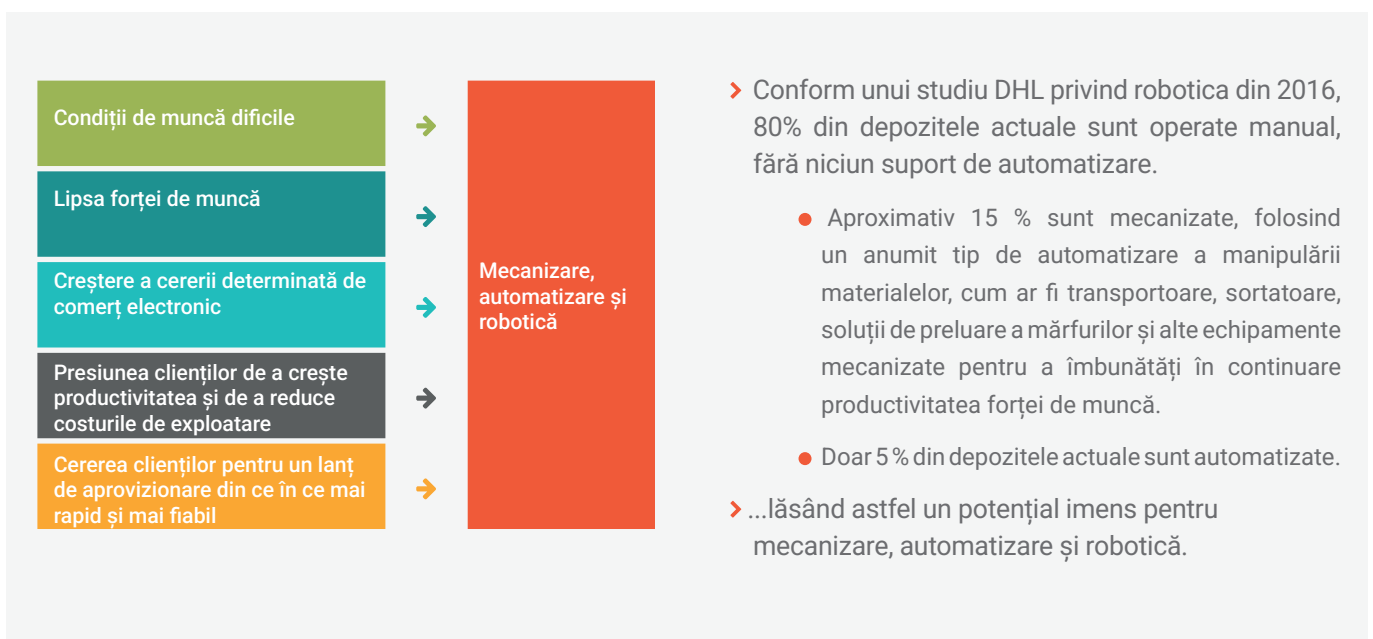 Condiții de muncă dificile
Lipsa forței de muncă
Creștere a cererii determinată de
comerț electronic
Presiunea clienților de a crește
productivitatea și de a reduce
costurile de exploatare
Cererea clienților pentru un lanț
de aprovizionare din ce în ce mai
rapid și mai fiabil
Mecanizare,
automatizare și
robotică
Conform unui studiu DHL privind robotica din 2016,
80% din depozitele actuale sunt operate manual,
fără niciun suport de automatizare.
Aproximativ 15 % sunt mecanizate, folosind
un anumit tip de automatizare a manipulării
materialelor, cum ar fi transportoare, sortatoare,
soluții de preluare a mărfurilor și alte echipamente
mecanizate pentru a îmbunătăți în continuare
productivitatea forței de muncă.
Doar 5 % din depozitele actuale sunt automatizate.
...lăsând astfel un potențial imens pentru
mecanizare, automatizare și robotică.